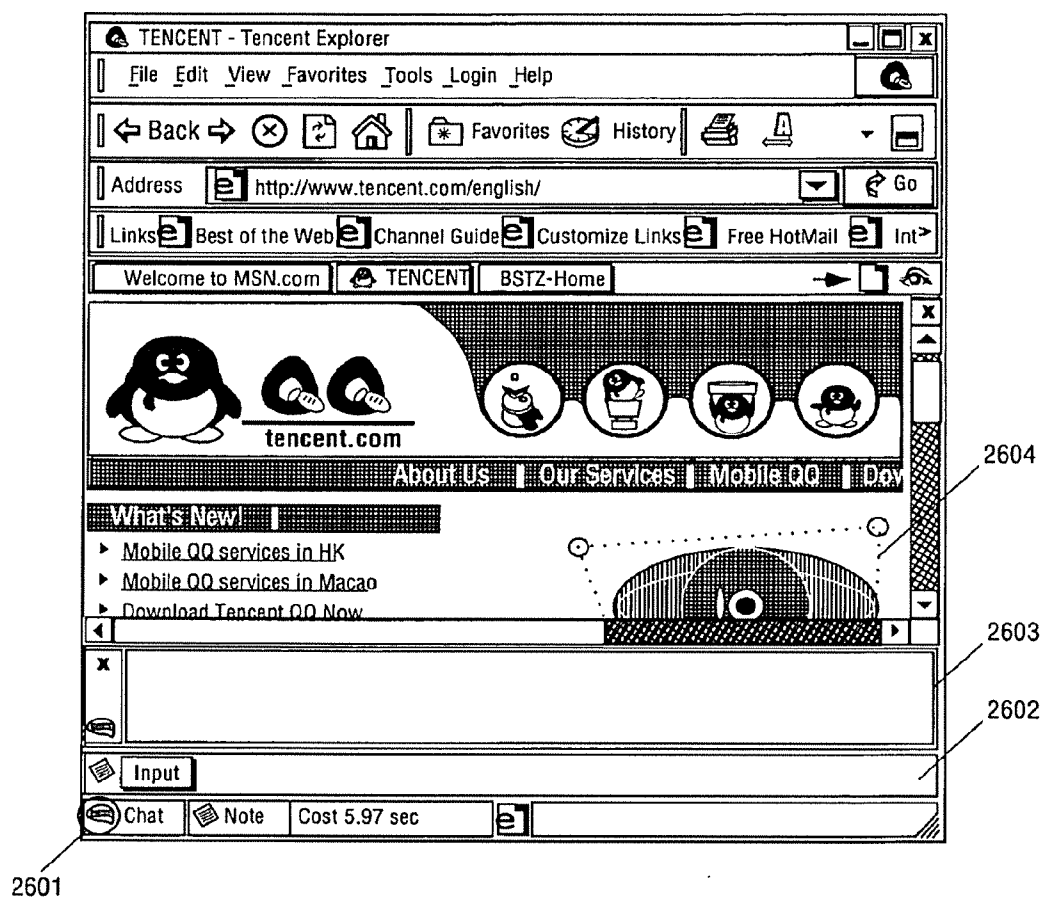 TENCENT - Tencent Explorer
File Edit View Favorites Tools Login Help
Back Favorites History
Address http://www.tencent.com/english/ Go
Links Best of the Web Channel Guide Customize Links Free HotMail Int
Welcome to MSN.com TENCENT BSTZ-Home
tencent.com
About Us Our Services Mobile QQ Dov
2604
What's New!
Mobile QQ services in HK
Mobile QQ services in Macao
Download Tencent QQ Now
2603
2602
Input
Chat Note Cost 5.97 sec
2601